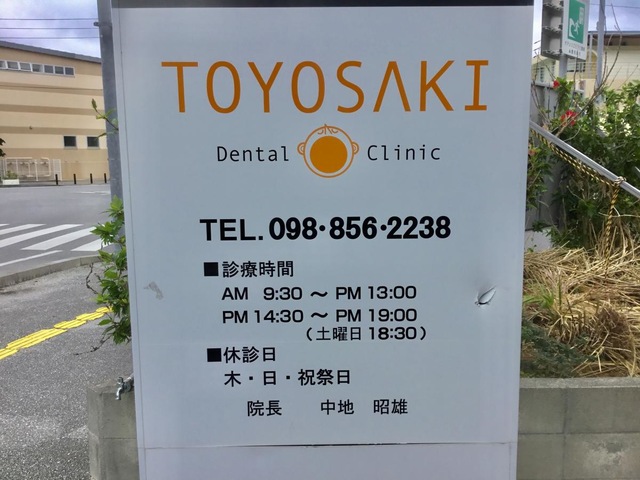 TOYOSAKI
Dental Clinic
TEL. 098・856・2238
■診療時間
AM 9:30 ～ PM 13:00
PM 14:30 ～ PM 19:00
（土曜日 18:30）
■休診日
木・日・祝祭日
院長 中地 昭雄